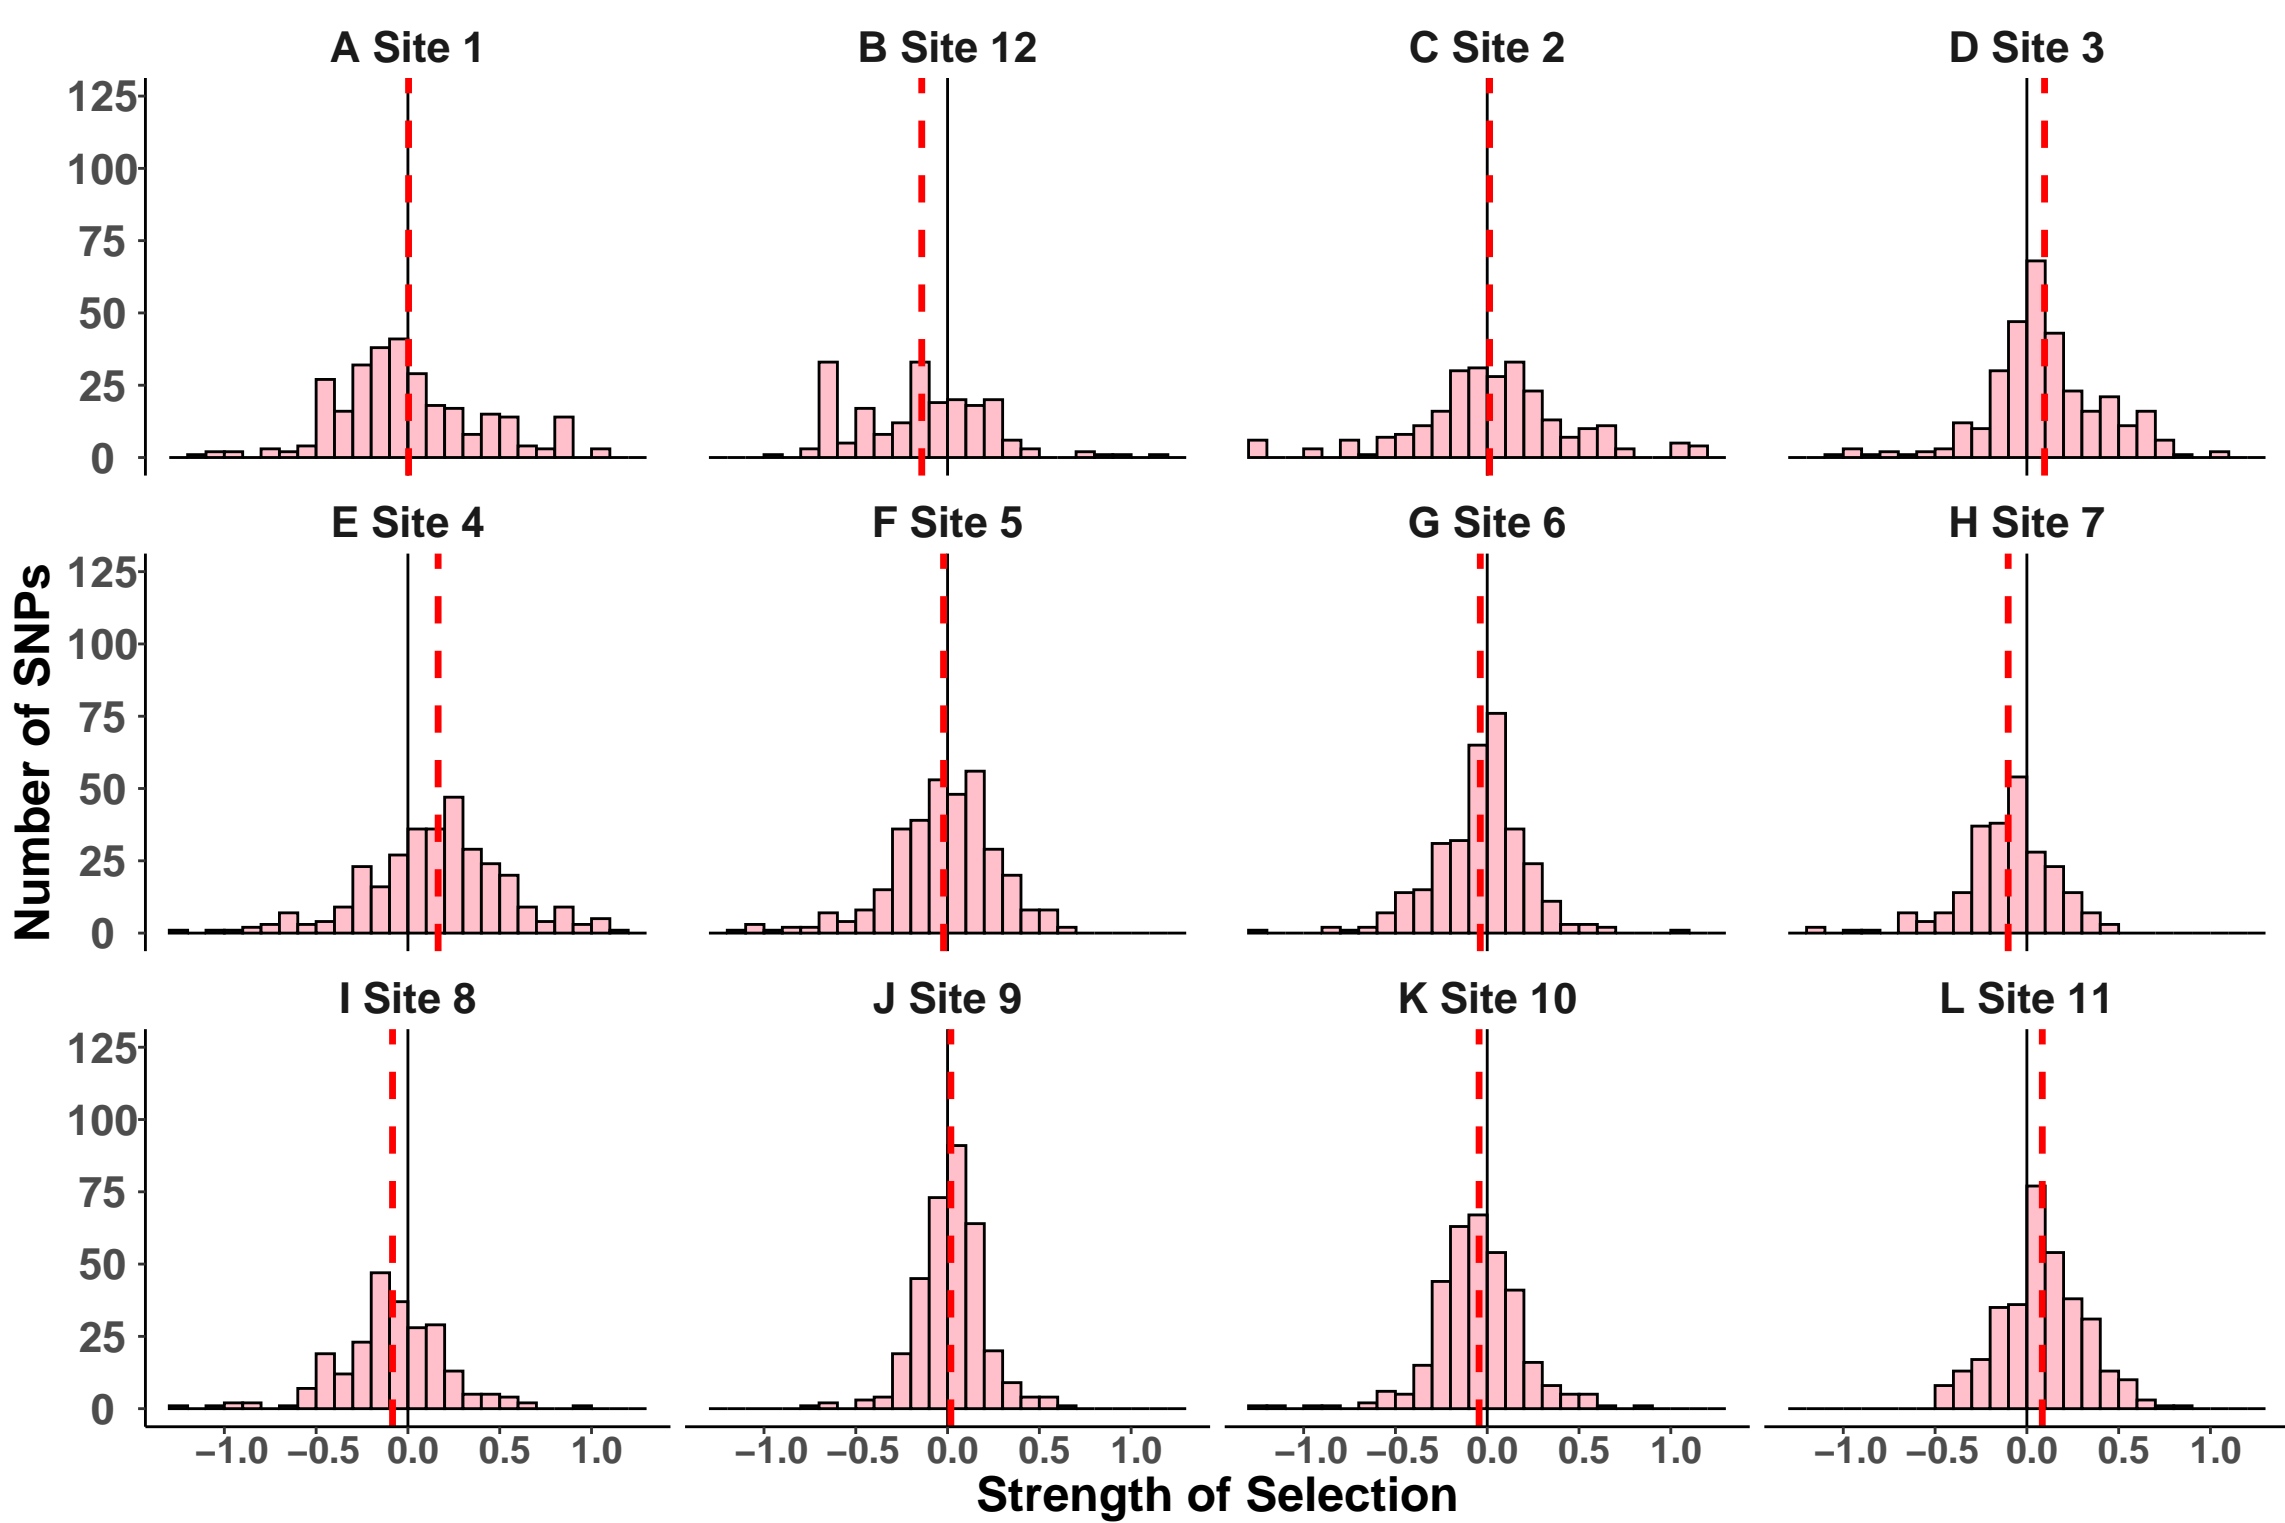 A Site 1
B Site 12
C Site 2
D Site 3
125
100
75
50
25
0
E Site 4
F Site 5
G Site 6
H Site 7
125
100
75
50
25
0
Number of SNPs
I Site 8
J Site 9
K Site 10
L Site 11
125
100
75
50
25
0
−1.0 −0.5 0.0 0.5 1.0
−1.0 −0.5 0.0 0.5 1.0
−1.0 −0.5 0.0 0.5 1.0
−1.0 −0.5 0.0 0.5 1.0
Strength of Selection